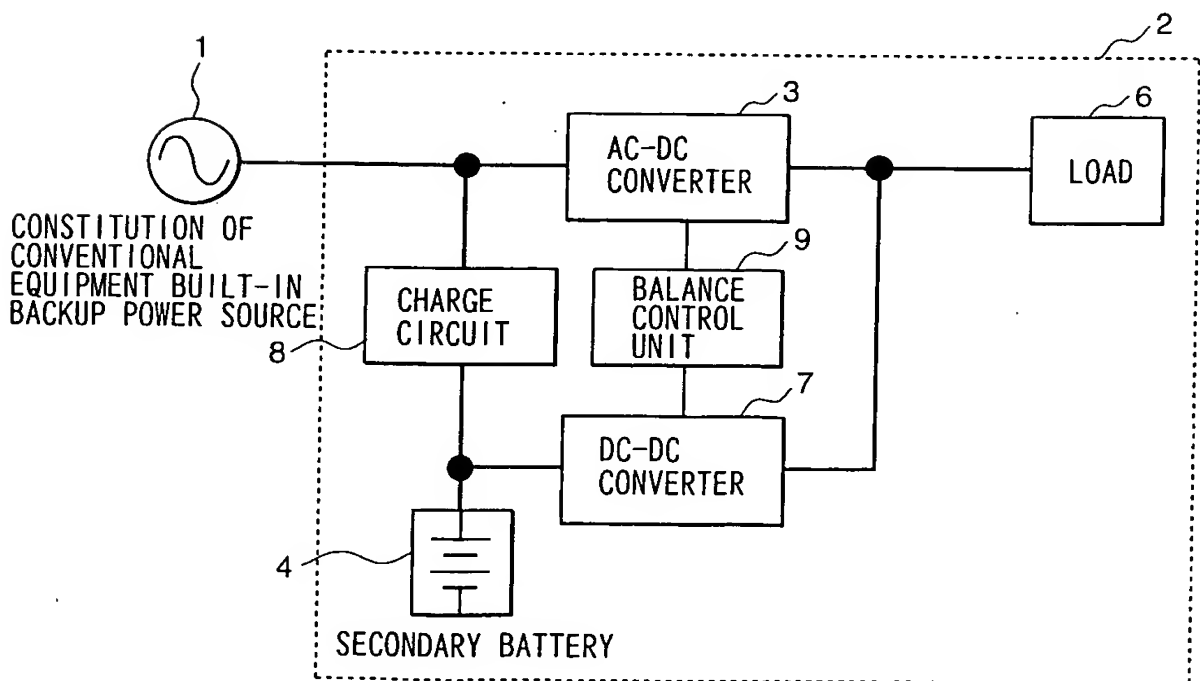 1
2
3
6
AC-DC
CONVERTER
LOAD
CONSTITUTION OF
CONVENTIONAL
EQUIPMENT BUILT-IN
BACKUP POWER SOURCE
8
CHARGE
CIRCUIT
9
BALANCE
CONTROL
UNIT
7
DC-DC
CONVERTER
4
SECONDARY BATTERY